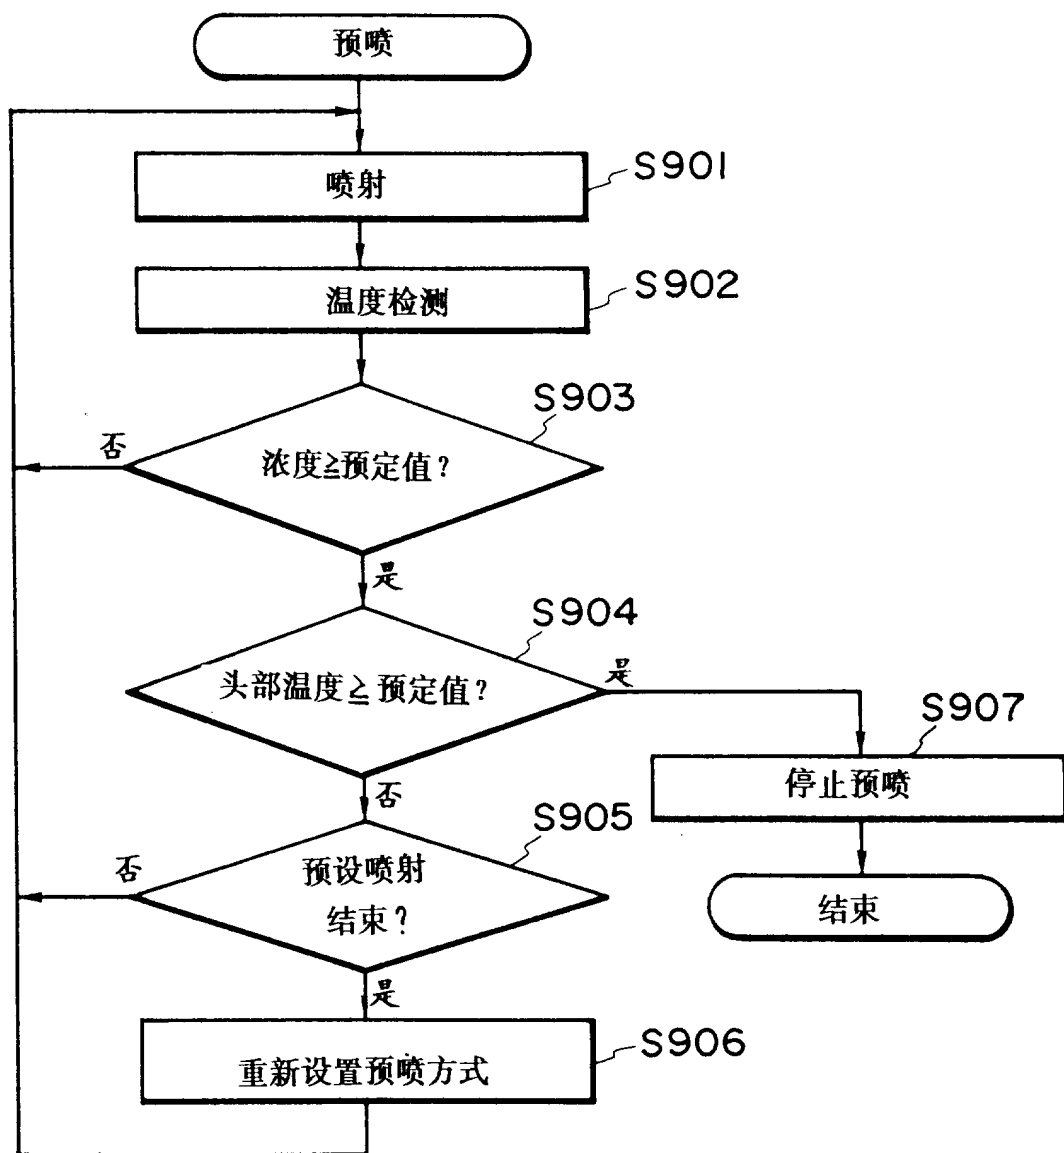 预喷
喷射
S901
温度检测
S902
S903
否
浓度≧预定值?
是
S904
头部温度≧预定值?
是
S907
停止预喷
否
S905
否
预设喷射
结束?
结束
是
S906
重新设置预喷方式